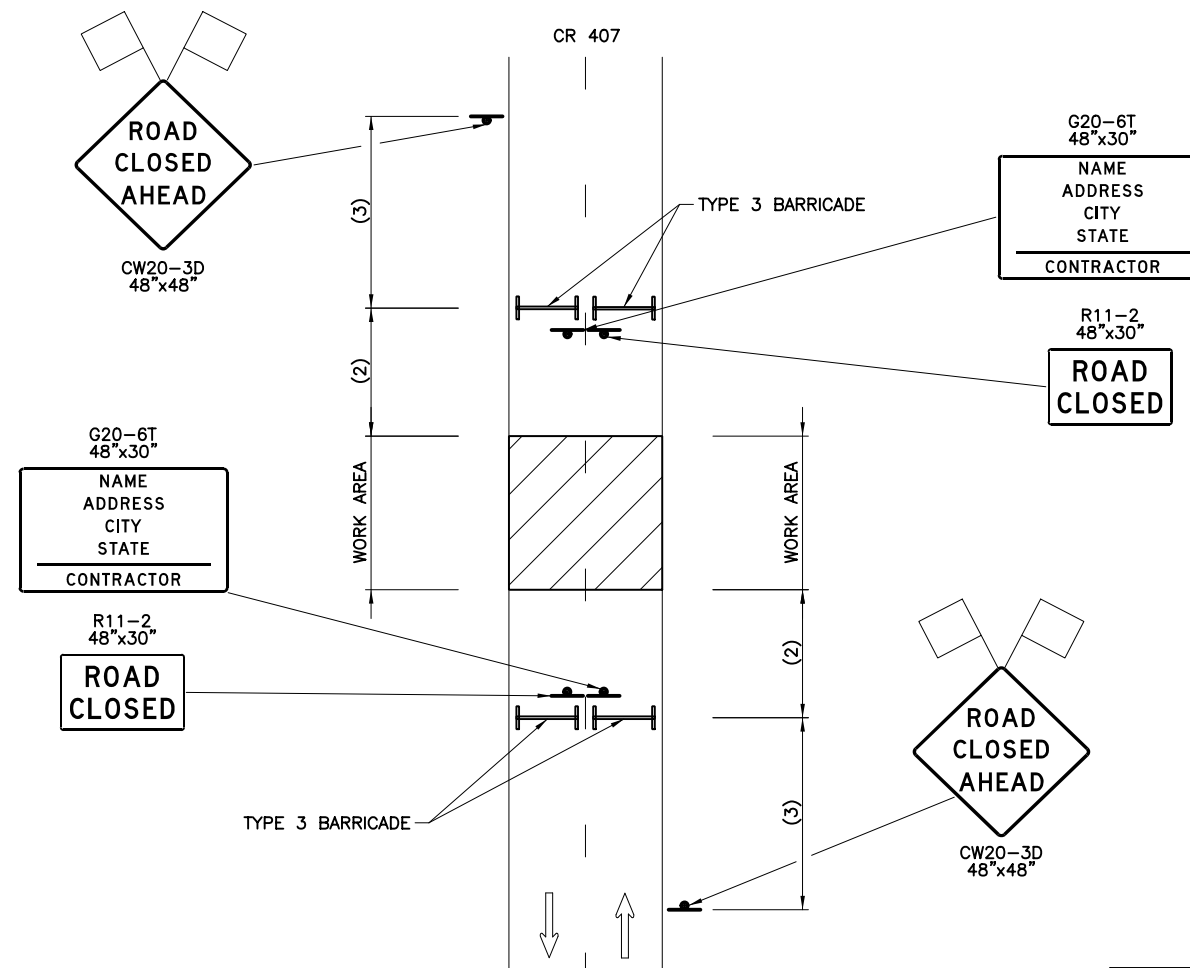 CR 407
ROAD
CLOSED
AHEAD
CW20-3D
48"x48"
(3)
TYPE 3 BARRICADE
G20-6T
48"x30"
NAME
ADDRESS
CITY
STATE
CONTRACTOR
R11-2
48"x30"
ROAD
CLOSED
(2)
WORK AREA
WORK AREA
G20-6T
48"x30"
NAME
ADDRESS
CITY
STATE
CONTRACTOR
R11-2
48"x30"
ROAD
CLOSED
(2)
TYPE 3 BARRICADE
(3)
ROAD
CLOSED
AHEAD
CW20-3D
48"x48"